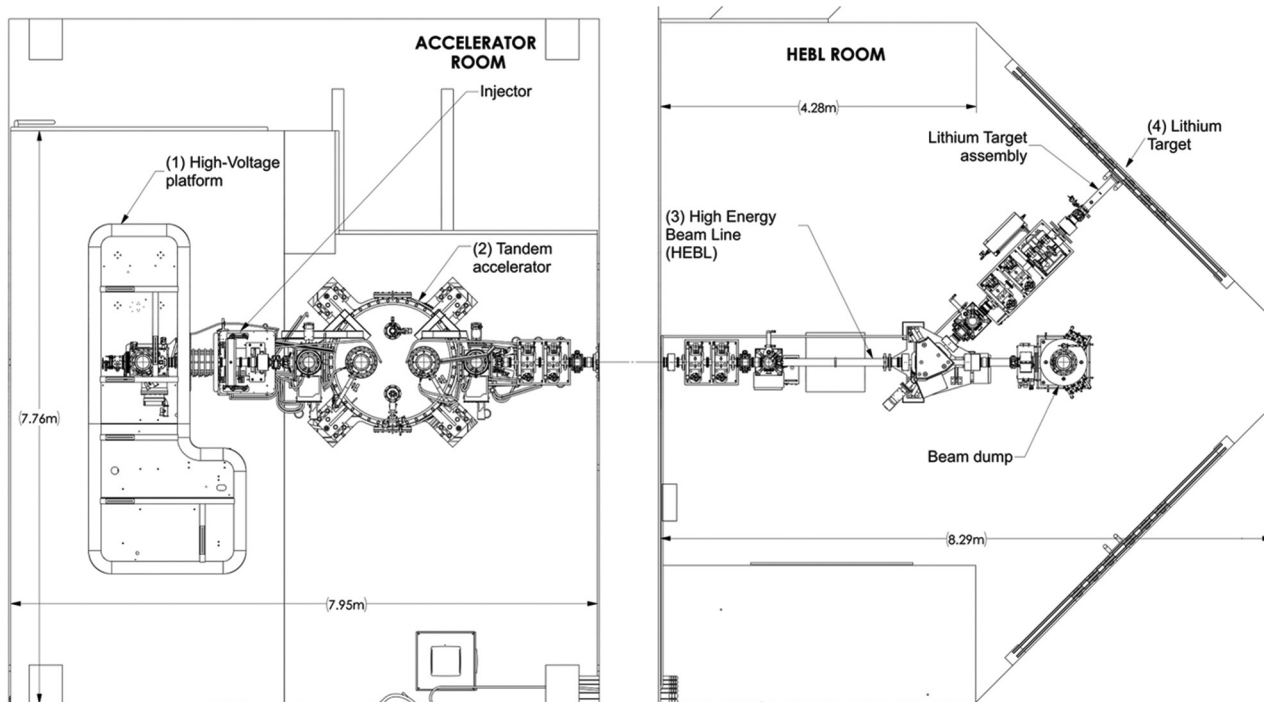 ACCELERATOR
ROOM
Injector
(1) High-Voltage
platform
(2) Tandem
accelerator
(7.76m)
(7.95m)
HEBL ROOM
(4.28m)
Lithium Target
assembly
(4) Lithium
Target
(3) High Energy
Beam Line
(HEBL)
Beam dump
(8.29m)